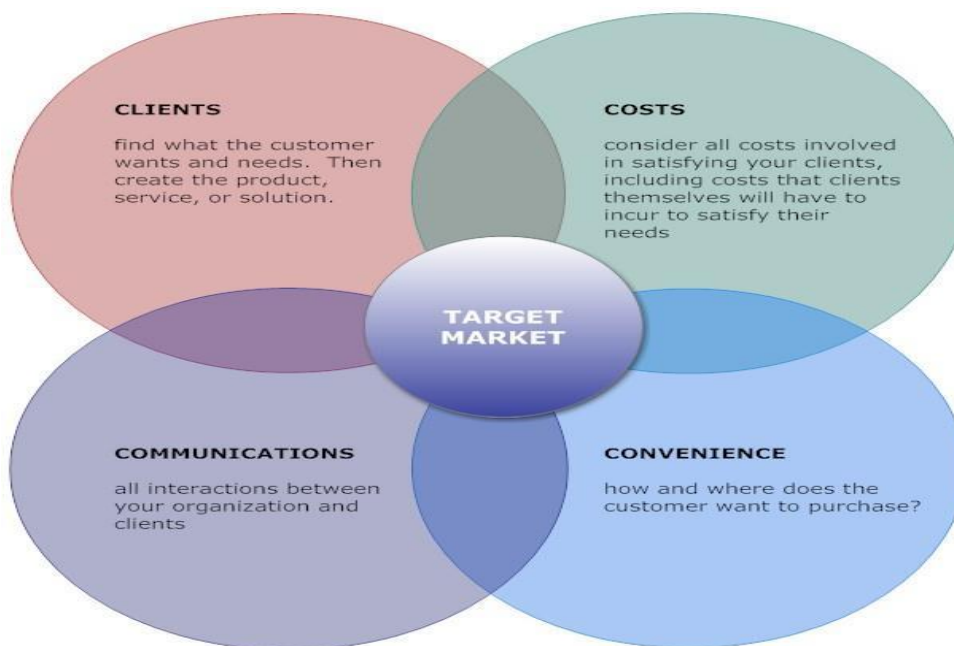 CLIENTS
find what the customer
wants and needs.  Then
create the product,
service, or solution.
COSTS
consider all costs involved
in satisfying your clients,
including costs that clients
themselves will have to
incur to satisfy their
needs
TARGET
MARKET
COMMUNICATIONS
all interactions between
your organization and
clients
CONVENIENCE
how and where does the
customer want to purchase?